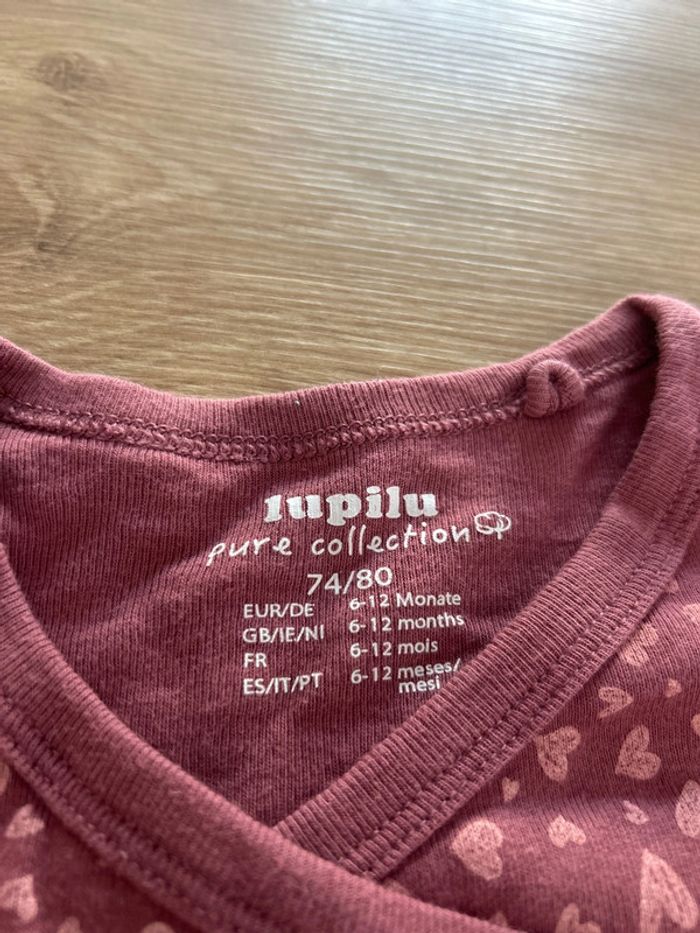 lupilu
pure collection
74/80
EUR/DE 6-12 Monate
GB/IE/NI 6-12 months
FR 6-12 mois
ES/IT/PT 6-12 meses/
mesi